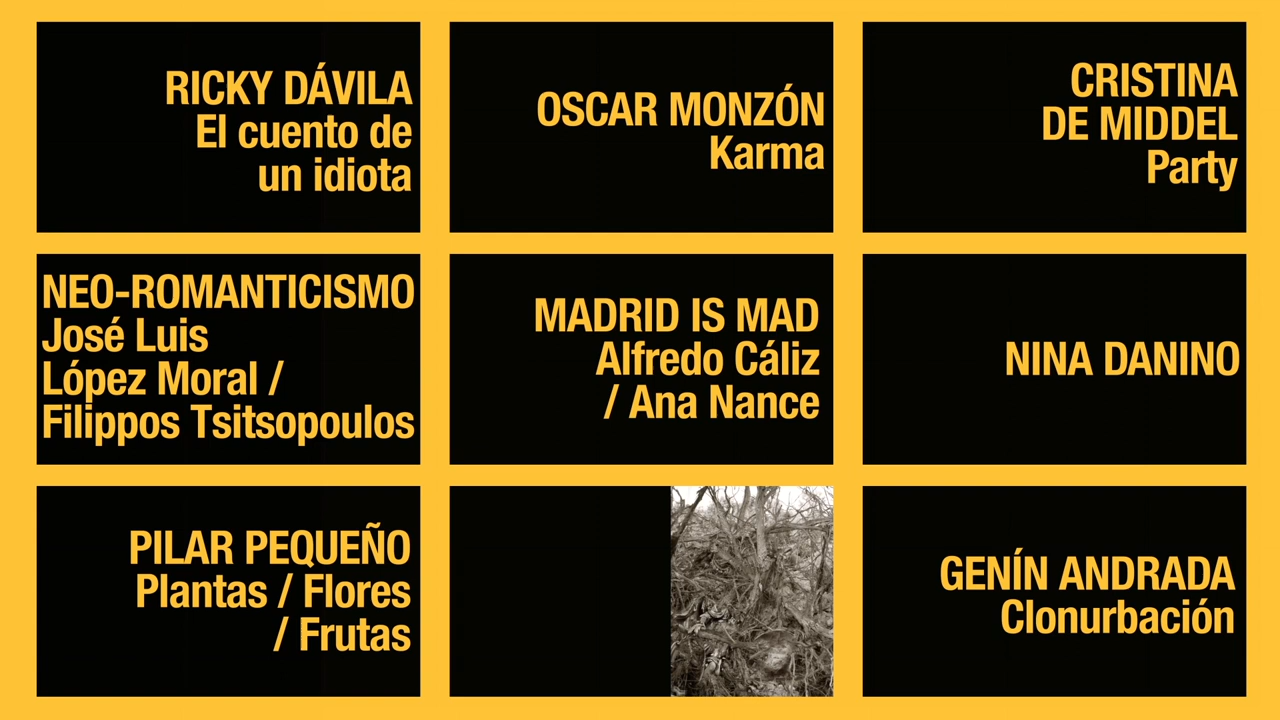 RICKY DÁVILA
El cuento de
un idiota
OSCAR MONZÓN
Karma
CRISTINA
DE MIDDEL
Party
NEO-ROMANTICISMO
José Luis
López Moral /
Filippos Tsitsopoulos
MADRID IS MAD
Alfredo Cáliz
/ Ana Nance
NINA DANINO
PILAR PEQUEÑO
Plantas / Flores
/ Frutas
GENÍN ANDRADA
Clonurbación